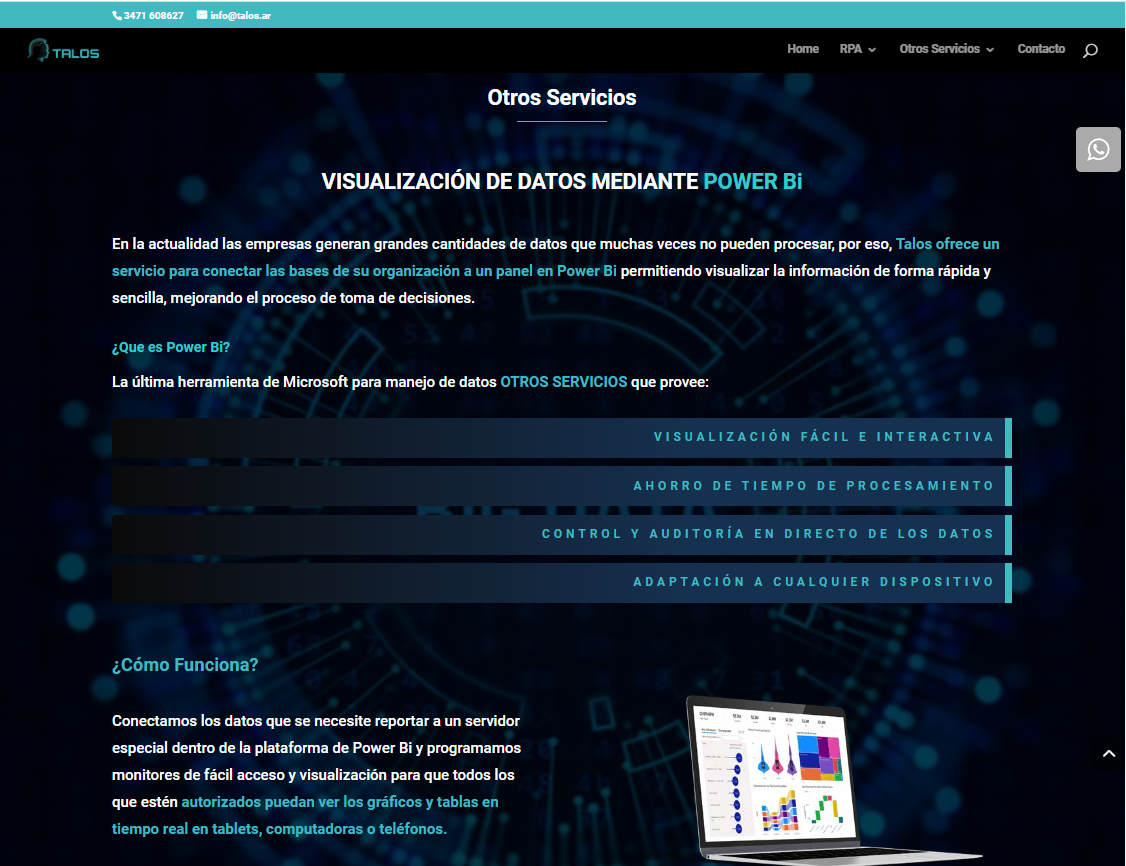 3471 608627 info@talos.ar
TALOS
Home RPA Otros Servicios Contacto
Otros Servicios
VISUALIZACIÓN DE DATOS MEDIANTE POWER Bi
En la actualidad las empresas generan grandes cantidades de datos que muchas veces no pueden procesar, por eso, Talos ofrece un
servicio para conectar las bases de su organización a un panel en Power Bi permitiendo visualizar la información de forma rápida y
sencilla, mejorando el proceso de toma de decisiones.
¿Que es Power Bi?
La última herramienta de Microsoft para manejo de datos OTROS SERVICIOS que provee:
VISUALIZACIÓN FÁCIL E INTERACTIVA
AHORRO DE TIEMPO DE PROCESAMIENTO
CONTROL Y AUDITORÍA EN DIRECTO DE LOS DATOS
ADAPTACIÓN A CUALQUIER DISPOSITIVO
¿Cómo Funciona?
Conectamos los datos que se necesite reportar a un servidor
especial dentro de la plataforma de Power Bi y programamos
monitores de fácil acceso y visualización para que todos los
que estén autorizados puedan ver los gráficos y tablas en
tiempo real en tablets, computadoras o teléfonos.